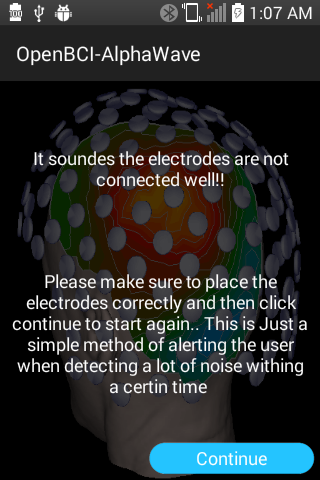 1:07 AM
OpenBCI-AlphaWave
It soundes the electrodes are not
connected well!!
Please make sure to place the
electrodes correctly and then click
continue to start again.. This is Just a
simple method of alerting the user
when detecting a lot of noise withing
a certin time
Continue